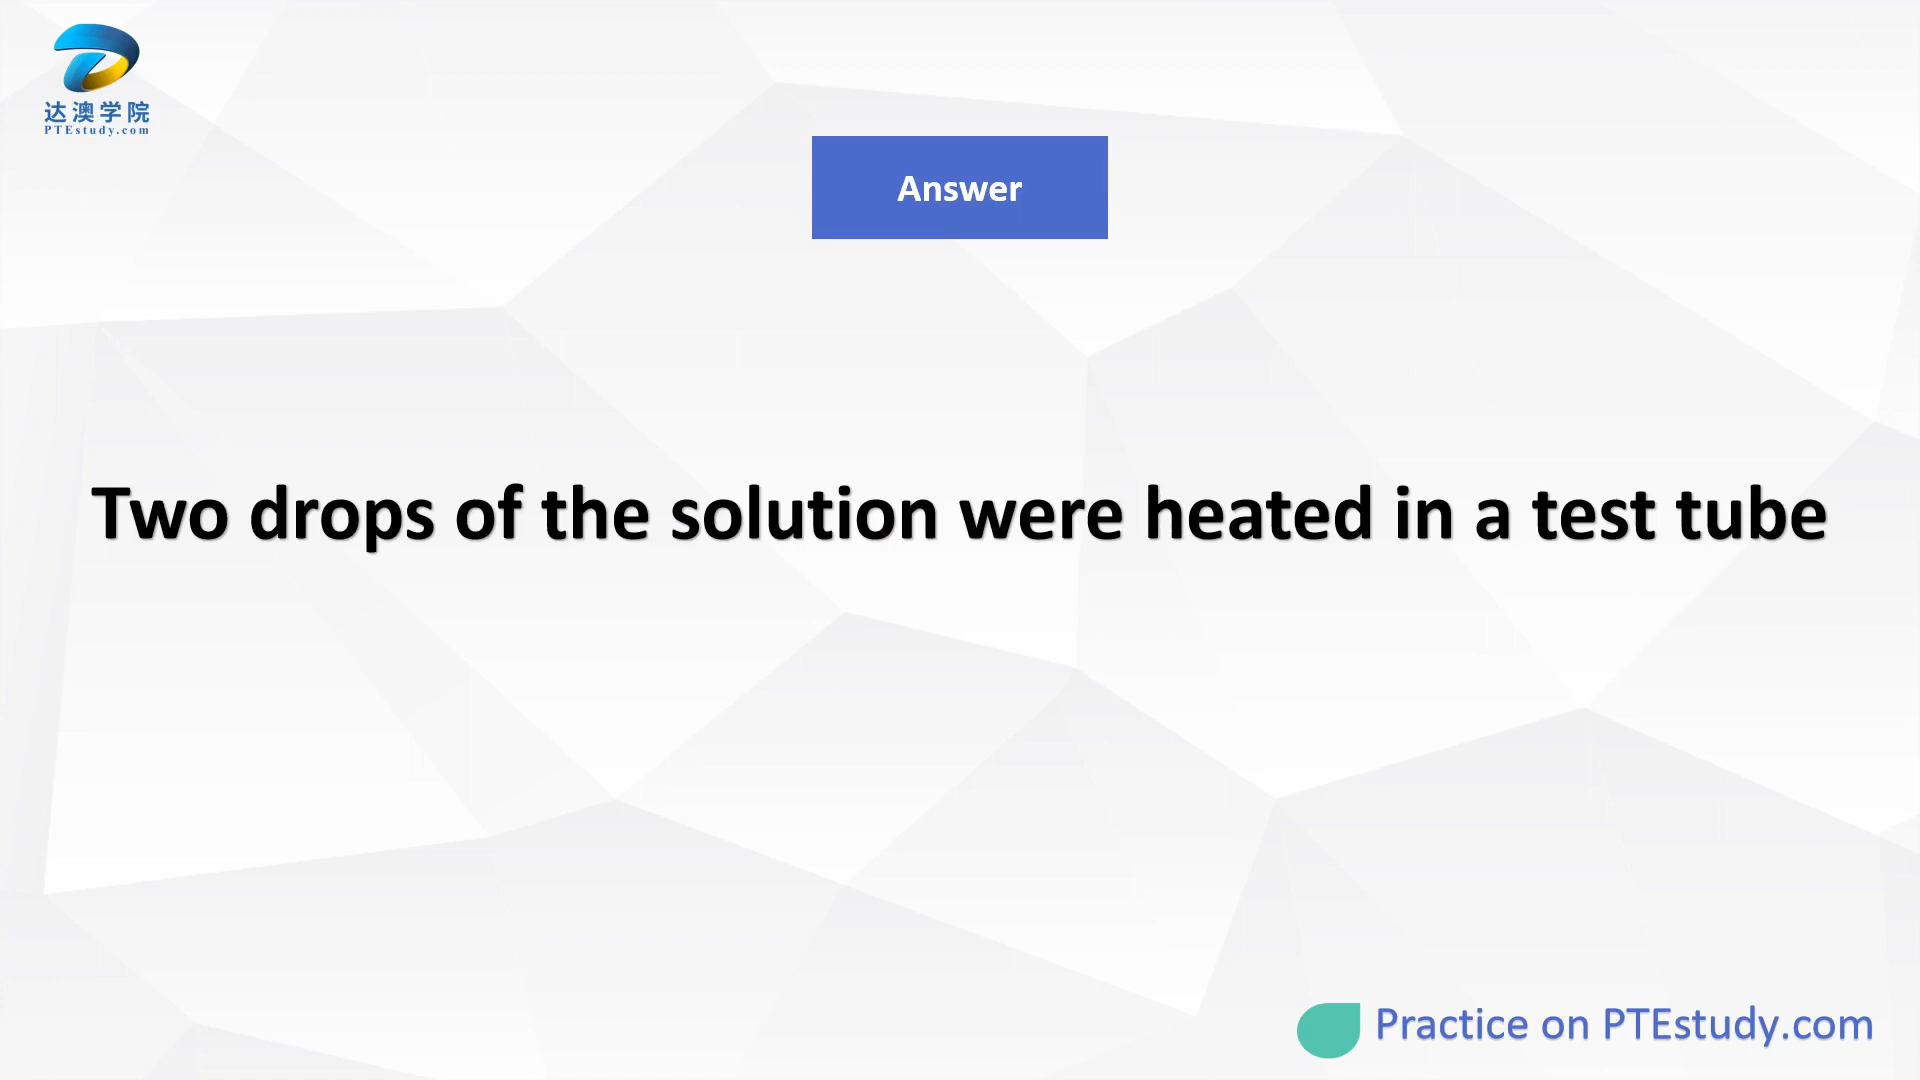 达澳学院
PTEstudy.com
Answer
Two drops of the solution were heated in a test tube
Practice on PTEstudy.com